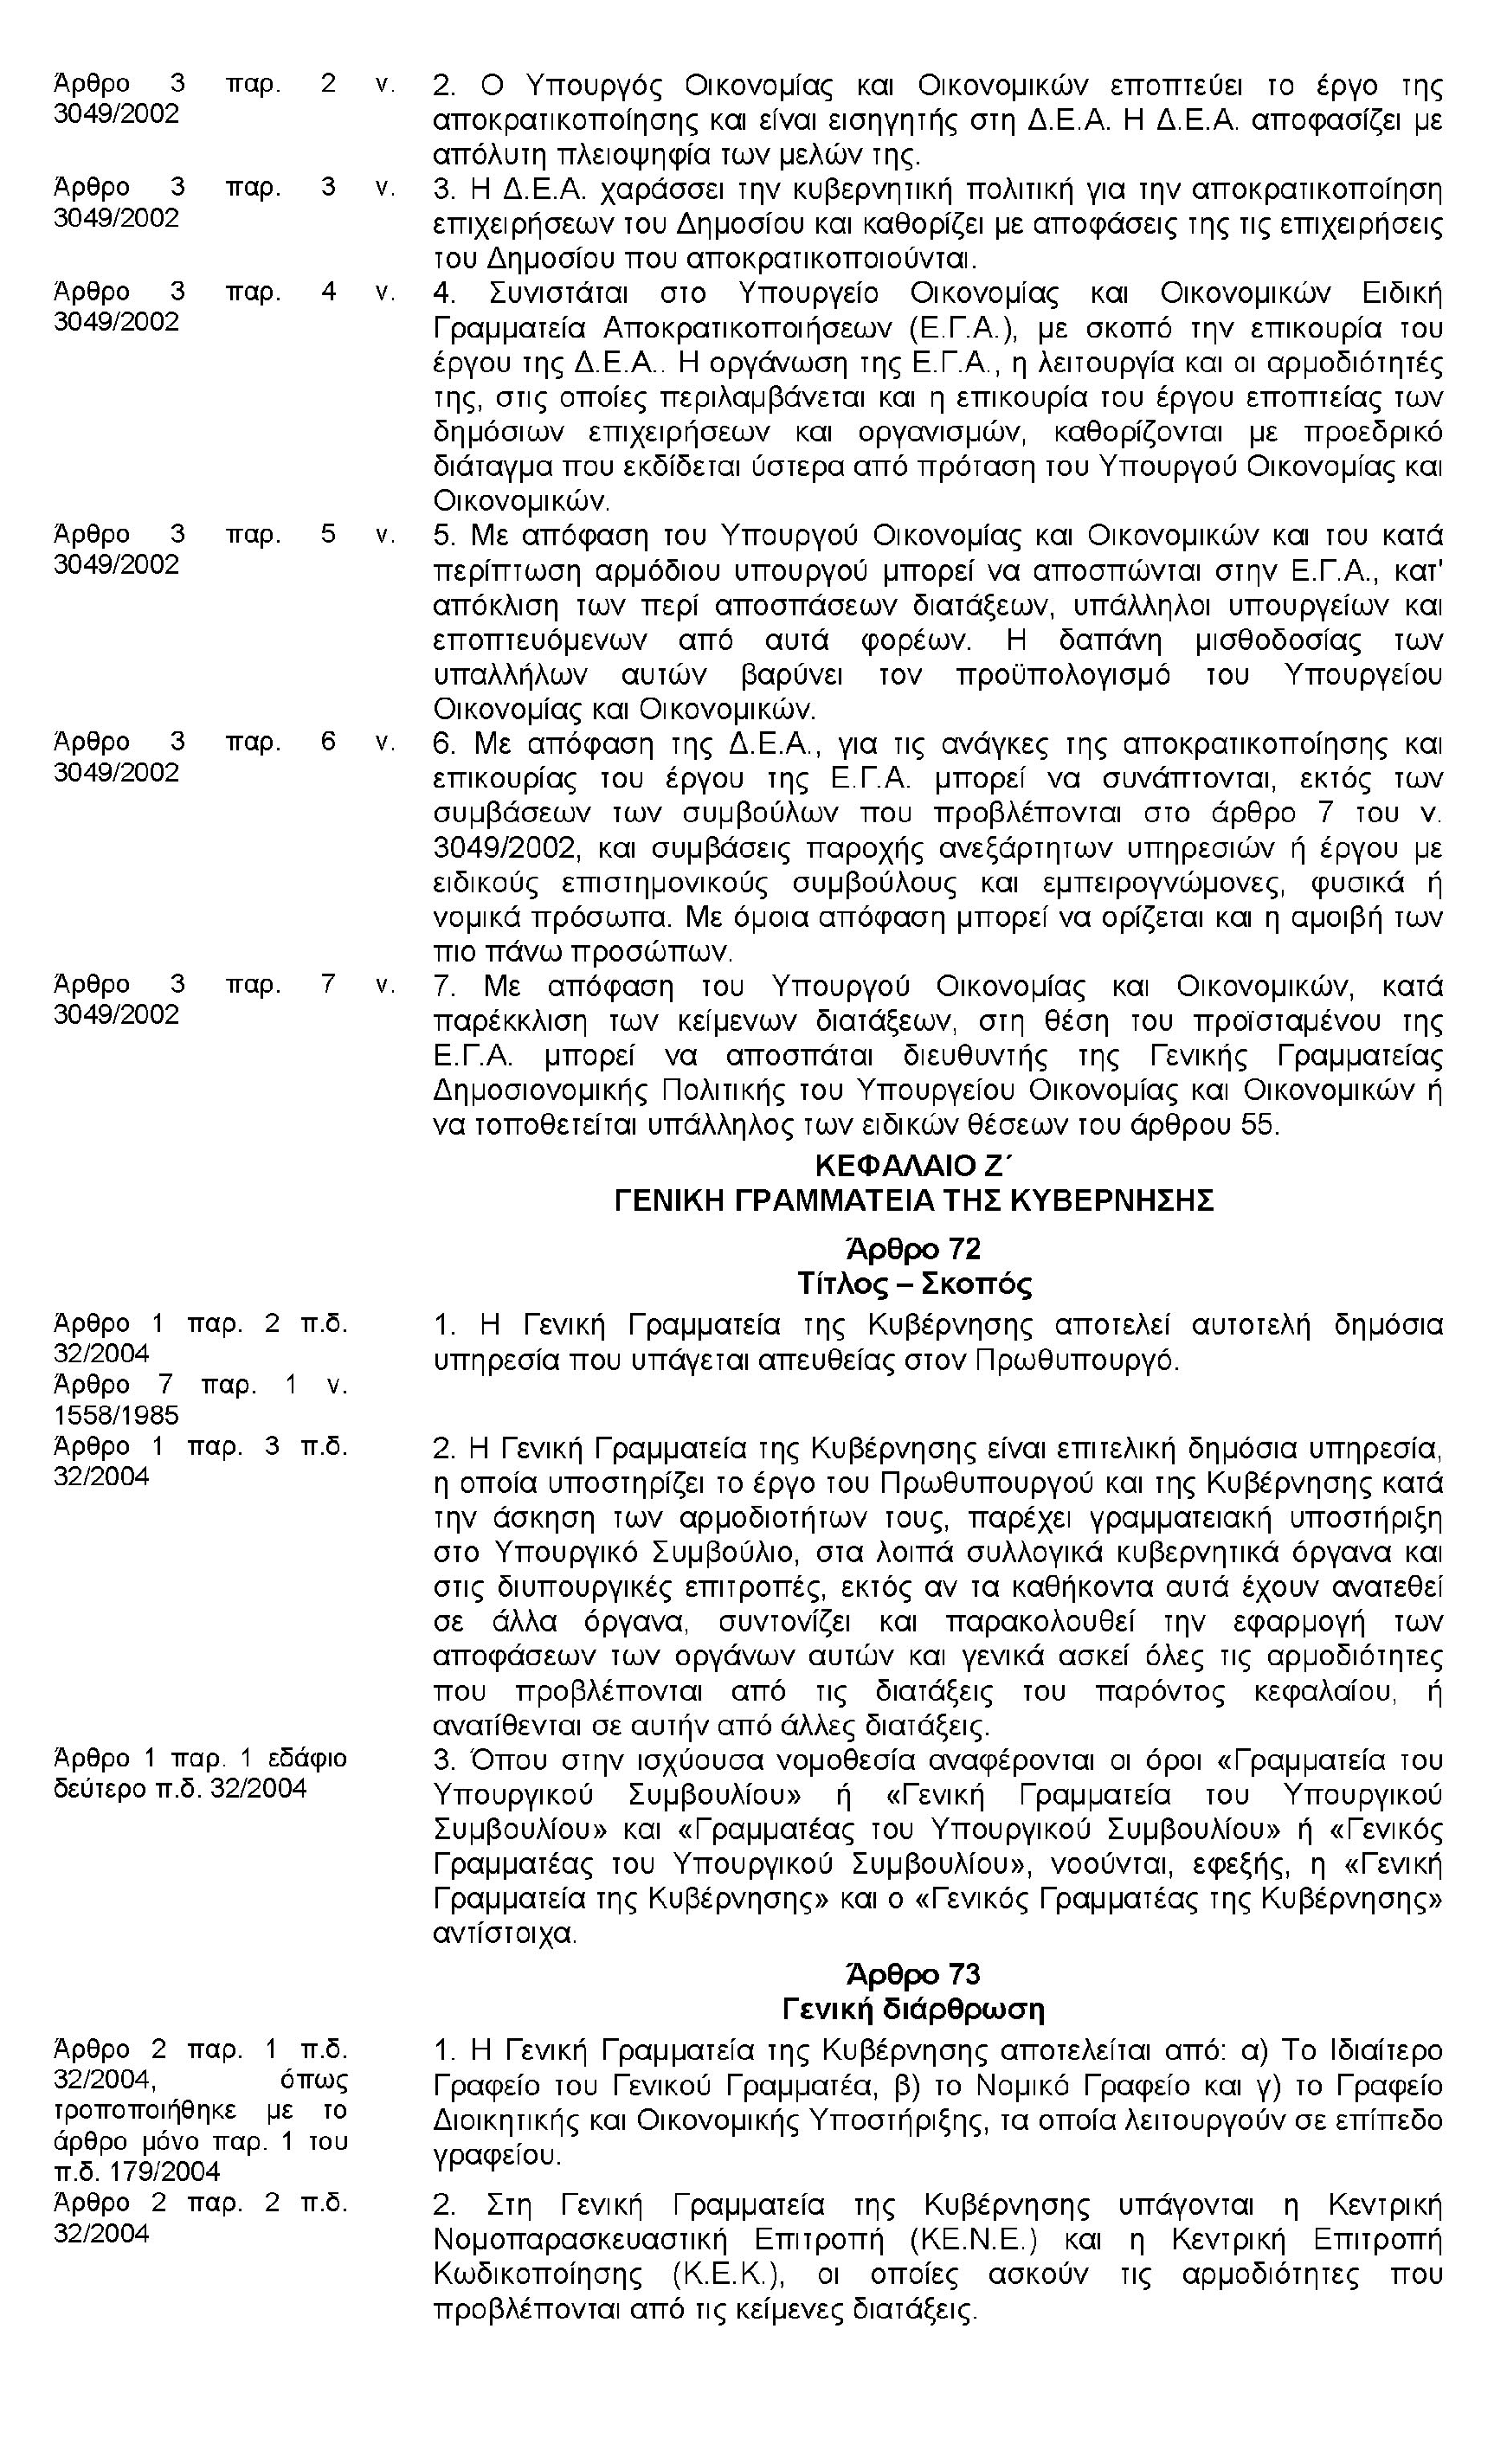 Άρθρο 3 παρ. 2 ν.
3049/2002
2. Ο Υπουργός Οικονομίας και Οικονομικών εποπτεύει το έργο της
αποκρατικοποίησης και είναι εισηγητής στη Δ.Ε.Α. Η Δ.Ε.Α. αποφασίζει με
απόλυτη πλειοψηφία των μελών της.
Άρθρο 3 παρ. 3 ν.
3049/2002
3. Η Δ.Ε.Α. χαράσσει την κυβερνητική πολιτική για την αποκρατικοποίηση
επιχειρήσεων του Δημοσίου και καθορίζει με αποφάσεις της τις επιχειρήσεις
του Δημοσίου που αποκρατικοποιούνται.
Άρθρο 3 παρ. 4 ν.
3049/2002
4. Συνιστάται στο Υπουργείο Οικονομίας και Οικονομικών Ειδική
Γραμματεία Αποκρατικοποιήσεων (Ε.Γ.Α.), με σκοπό την επικουρία του
έργου της Δ.Ε.Α.. Η οργάνωση της Ε.Γ.Α., η λειτουργία και οι αρμοδιότητές
της, στις οποίες περιλαμβάνεται και η επικουρία του έργου εποπτείας των
δημόσιων επιχειρήσεων και οργανισμών, καθορίζονται με προεδρικό
διάταγμα που εκδίδεται ύστερα από πρόταση του Υπουργού Οικονομίας και
Οικονομικών.
Άρθρο 3 παρ. 5 ν.
3049/2002
5. Με απόφαση του Υπουργού Οικονομίας και Οικονομικών και του κατά
περίπτωση αρμόδιου υπουργού μπορεί να αποσπώνται στην Ε.Γ.Α., κατ'
απόκλιση των περί αποσπάσεων διατάξεων, υπάλληλοι υπουργείων και
εποπτευόμενων από αυτά φορέων. Η δαπάνη μισθοδοσίας των
υπαλλήλων αυτών βαρύνει τον προϋπολογισμό του Υπουργείου
Οικονομίας και Οικονομικών.
Άρθρο 3 παρ. 6 ν.
3049/2002
6. Με απόφαση της Δ.Ε.Α., για τις ανάγκες της αποκρατικοποίησης και
επικουρίας του έργου της Ε.Γ.Α. μπορεί να συνάπτονται, εκτός των
συμβάσεων των συμβούλων που προβλέπονται στο άρθρο 7 του ν.
3049/2002, και συμβάσεις παροχής ανεξάρτητων υπηρεσιών ή έργου με
ειδικούς επιστημονικούς συμβούλους και εμπειρογνώμονες, φυσικά ή
νομικά πρόσωπα. Με όμοια απόφαση μπορεί να ορίζεται και η αμοιβή των
πιο πάνω προσώπων.
Άρθρο 3 παρ. 7 ν.
3049/2002
7. Με απόφαση του Υπουργού Οικονομίας και Οικονομικών, κατά
παρέκκλιση των κείμενων διατάξεων, στη θέση του προϊσταμένου της
Ε.Γ.Α. μπορεί να αποσπάται διευθυντής της Γενικής Γραμματείας
Δημοσιονομικής Πολιτικής του Υπουργείου Οικονομίας και Οικονομικών ή
να τοποθετείται υπάλληλος των ειδικών θέσεων του άρθρου 55.
ΚΕΦΑΛΑΙΟ Ζ΄
ΓΕΝΙΚΗ ΓΡΑΜΜΑΤΕΙΑ ΤΗΣ ΚΥΒΕΡΝΗΣΗΣ
Άρθρο 72
Τίτλος – Σκοπός
Άρθρο 1 παρ. 2 π.δ.
32/2004
Άρθρο 7 παρ. 1 ν.
1558/1985
1. Η Γενική Γραμματεία της Κυβέρνησης αποτελεί αυτοτελή δημόσια
υπηρεσία που υπάγεται απευθείας στον Πρωθυπουργό.
Άρθρο 1 παρ. 3 π.δ.
32/2004
2. Η Γενική Γραμματεία της Κυβέρνησης είναι επιτελική δημόσια υπηρεσία,
η οποία υποστηρίζει το έργο του Πρωθυπουργού και της Κυβέρνησης κατά
την άσκηση των αρμοδιοτήτων τους, παρέχει γραμματειακή υποστήριξη
στο Υπουργικό Συμβούλιο, στα λοιπά συλλογικά κυβερνητικά όργανα και
στις διυπουργικές επιτροπές, εκτός αν τα καθήκοντα αυτά έχουν ανατεθεί
σε άλλα όργανα, συντονίζει και παρακολουθεί την εφαρμογή των
αποφάσεων των οργάνων αυτών και γενικά ασκεί όλες τις αρμοδιότητες
που προβλέπονται από τις διατάξεις του παρόντος κεφαλαίου, ή
ανατίθενται σε αυτήν από άλλες διατάξεις.
Άρθρο 1 παρ. 1 εδάφιο
δεύτερο π.δ. 32/2004
3. Όπου στην ισχύουσα νομοθεσία αναφέρονται οι όροι «Γραμματεία του
Υπουργικού Συμβουλίου» ή «Γενική Γραμματεία του Υπουργικού
Συμβουλίου» και «Γραμματέας του Υπουργικού Συμβουλίου» ή «Γενικός
Γραμματέας του Υπουργικού Συμβουλίου», νοούνται, εφεξής, η «Γενική
Γραμματεία της Κυβέρνησης» και ο «Γενικός Γραμματέας της Κυβέρνησης»
αντίστοιχα.
Άρθρο 73
Γενική διάρθρωση
Άρθρο 2 παρ. 1 π.δ.
32/2004, όπως
τροποποιήθηκε με το
άρθρο μόνο παρ. 1 του
π.δ. 179/2004
1. Η Γενική Γραμματεία της Κυβέρνησης αποτελείται από: α) Το Ιδιαίτερο
Γραφείο του Γενικού Γραμματέα, β) το Νομικό Γραφείο και γ) το Γραφείο
Διοικητικής και Οικονομικής Υποστήριξης, τα οποία λειτουργούν σε επίπεδο
γραφείου.
Άρθρο 2 παρ. 2 π.δ.
32/2004
2. Στη Γενική Γραμματεία της Κυβέρνησης υπάγονται η Κεντρική
Νομοπαρασκευαστική Επιτροπή (ΚΕ.Ν.Ε.) και η Κεντρική Επιτροπή
Κωδικοποίησης (Κ.Ε.Κ.), οι οποίες ασκούν τις αρμοδιότητες που
προβλέπονται από τις κείμενες διατάξεις.